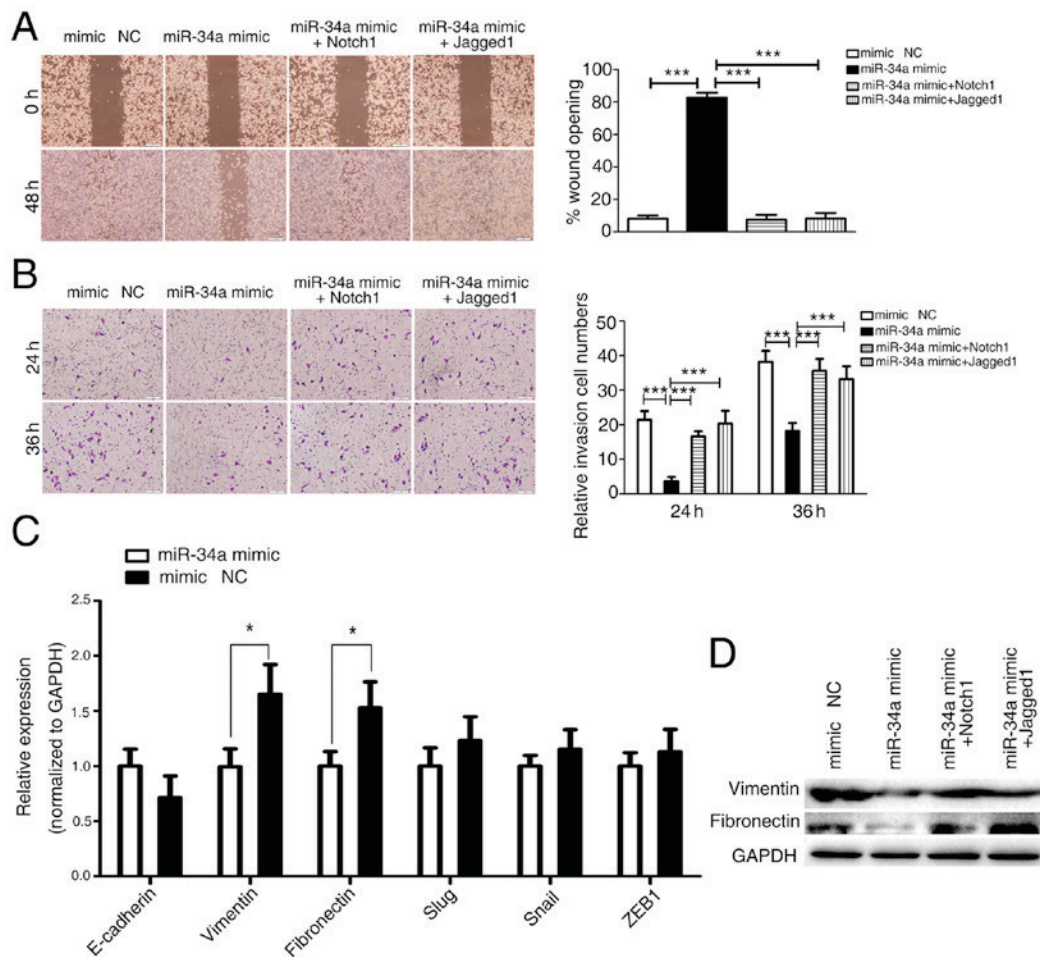 A
mimic NC
miR-34a mimic
miR-34a mimic
+ Notch1
miR-34a mimic
+ Jagged1
0 h
48 h
% wound opening
100
80
60
40
20
0
***
***
***
mimic NC
miR-34a mimic
miR-34a mimic+Notch1
miR-34a mimic+Jagged1
B
mimic NC
miR-34a mimic
miR-34a mimic
+ Notch1
miR-34a mimic
+ Jagged1
24 h
36 h
Relative invasion cell numbers
50
40
30
20
10
0
***
***
***
***
***
***
24 h
36 h
mimic NC
miR-34a mimic
miR-34a mimic+Notch1
miR-34a mimic+Jagged1
C
miR-34a mimic
mimic NC
Relative expression
(normalized to GAPDH)
2.5
2.0
1.5
1.0
0.5
0.0
*
*
E-cadherin
Vimentin
Fibronectin
Slug
Snail
ZEB1
D
mimic NC
miR-34a mimic
miR-34a mimic
+Notch1
miR-34a mimic
+Jagged1
Vimentin
Fibronectin
GAPDH